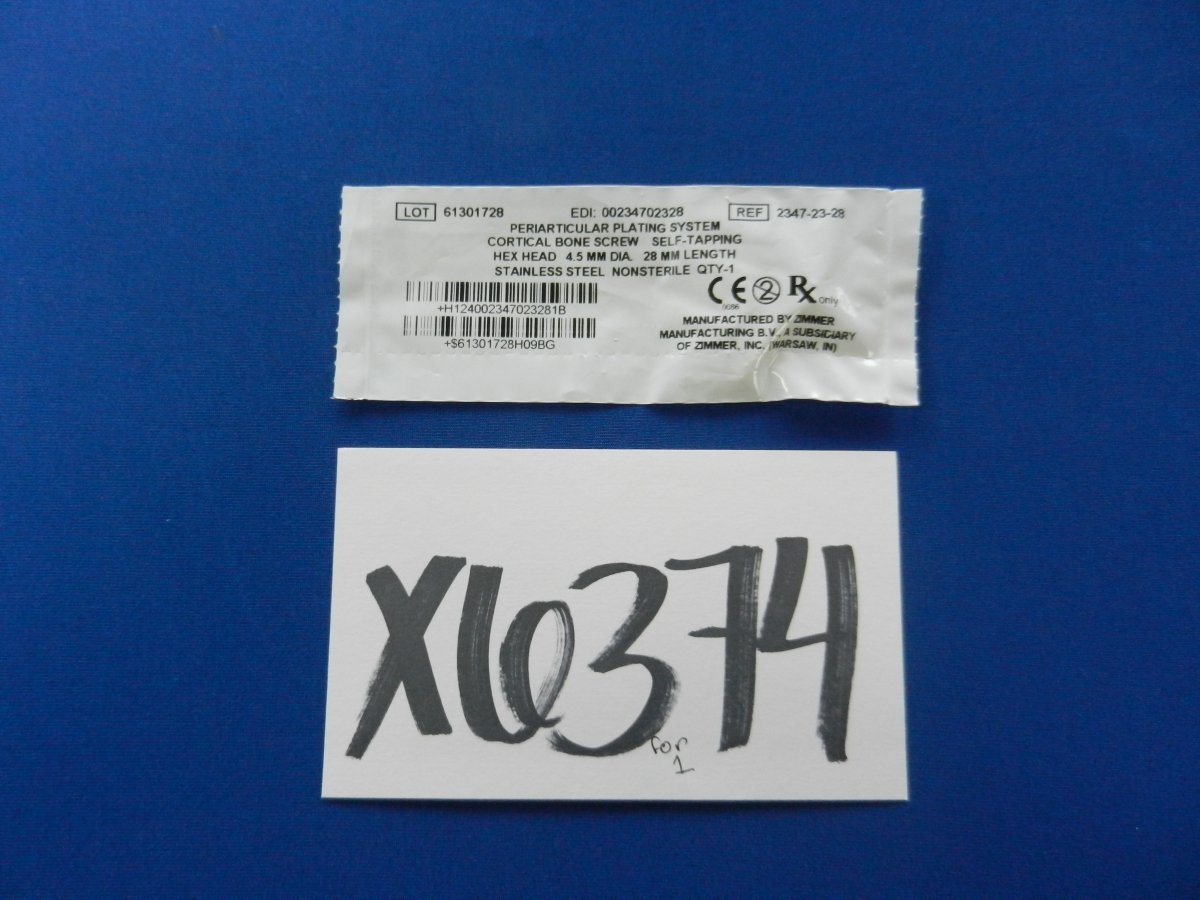 LOT 61301728 EDI: 00234702328 REF 2347-23-28
PERIARTICULAR PLATING SYSTEM
CORTICAL BONE SCREW SELF-TAPPING
HEX HEAD 4.5 MM DIA. 28 MM LENGTH
STAINLESS STEEL NONSTERILE QTY-1
CE 0086 2 Rx Only
+H124002347023281B
+$61301728H09BG
MANUFACTURED BY ZIMMER
MANUFACTURING B.V., A SUBSIDIARY
OF ZIMMER, INC. (WARSAW, IN)
X6374
for
1